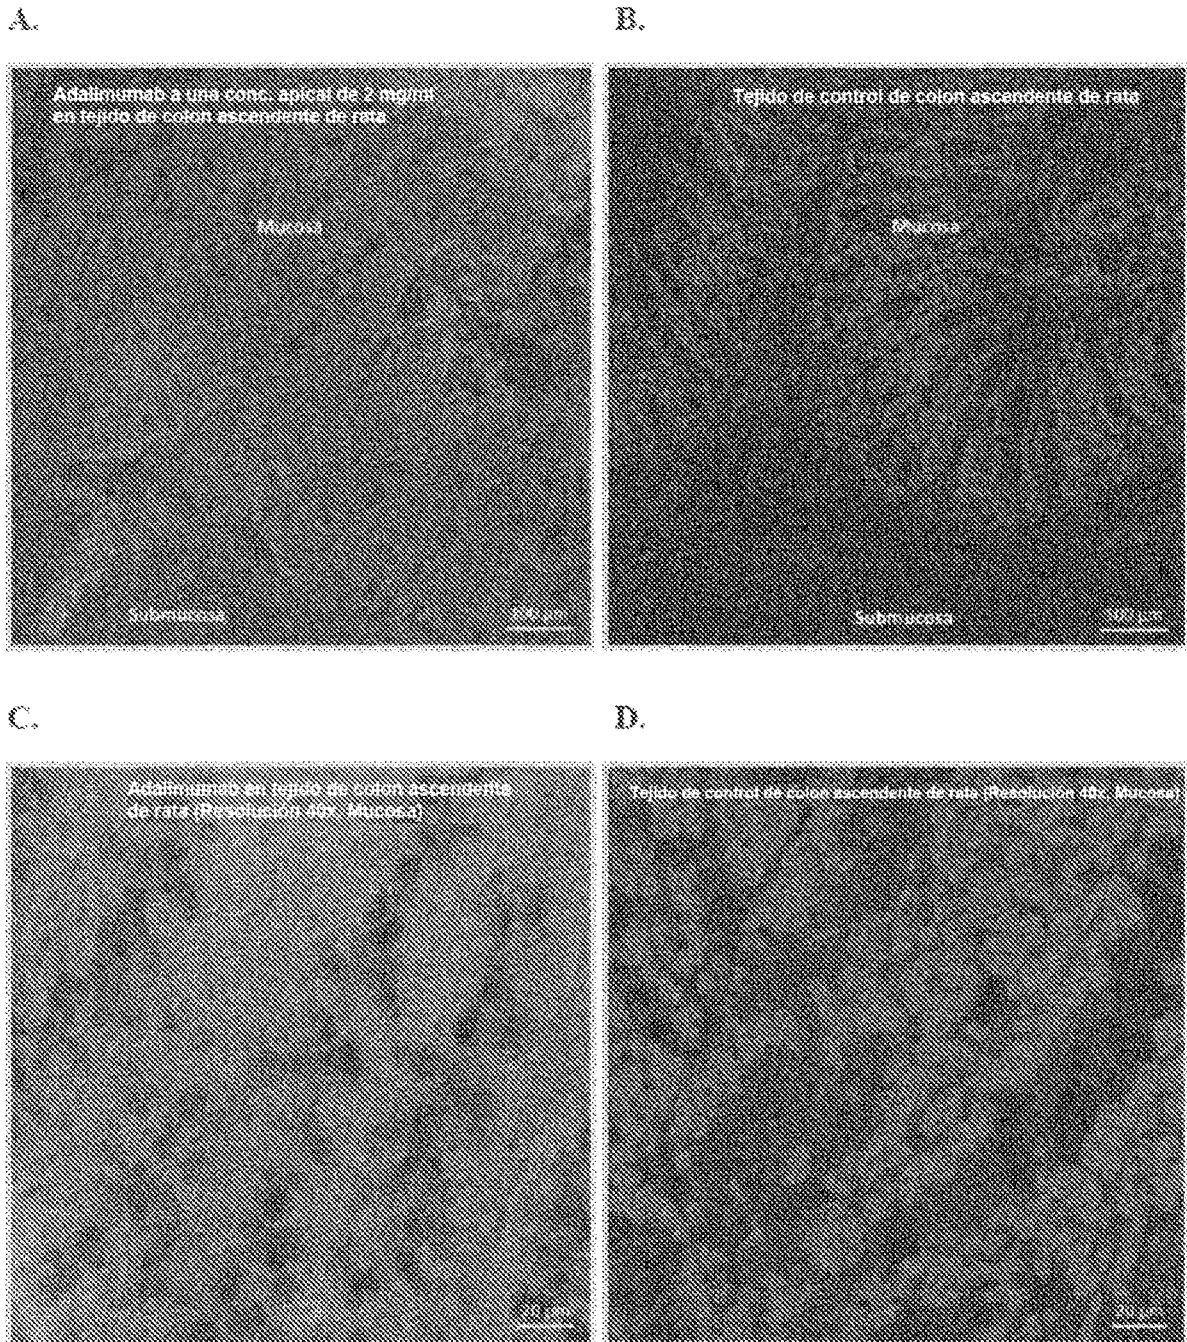 A.
B.
Adalimumab a una conc. apical de 2 mg/ml
en tejido de colon ascendente de rata
Tejido de control de colon ascendente de rata
Mucosa
Mucosa
Submucosa
Submucosa
C.
D.
Adalimumab en tejido de colon ascendente
de rata (Resolución 40x, Mucosa)
Tejido de control de colon ascendente de rata (Resolución 40x, Mucosa)
20 µm